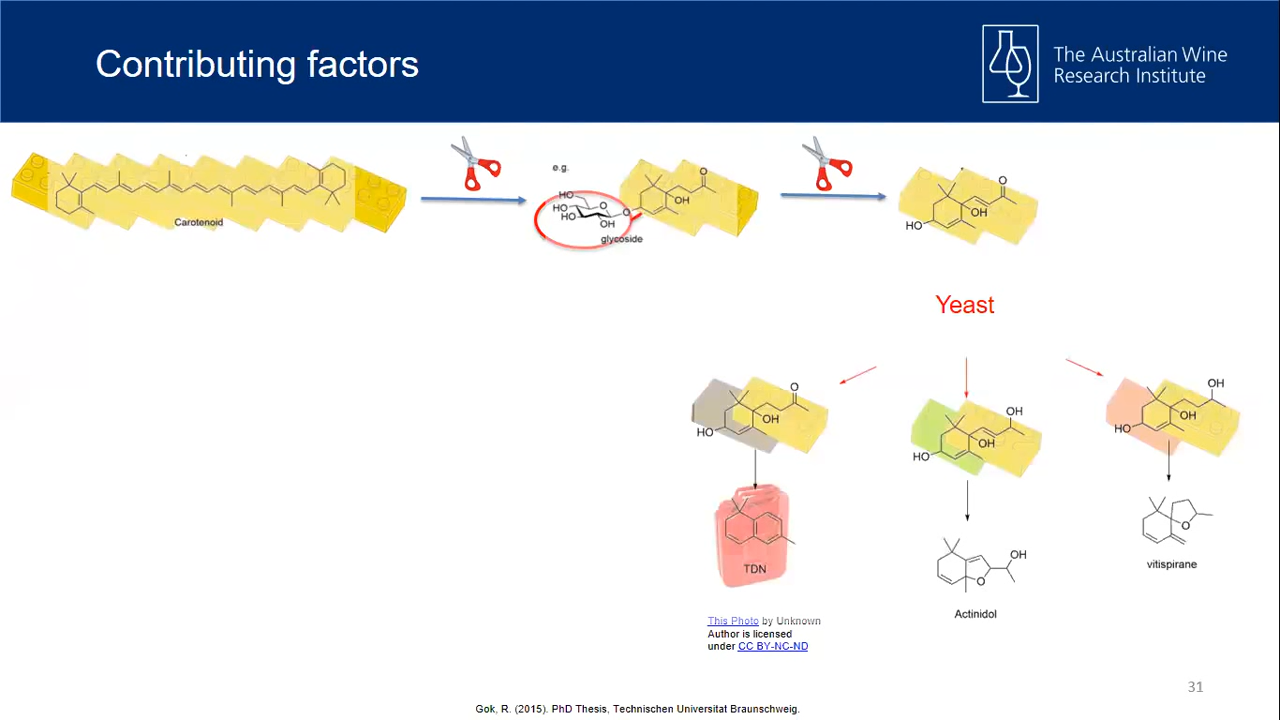 Contributing factors
The Australian Wine
Research Institute
Carotenoid
e.g.
HO
HO
HO
OH
O
O
O
OH
glycoside
O
OH
HO
Yeast
O
OH
HO
OH
OH
HO
OH
OH
HO
TDN
O
OH
Actinidol
O
vitispirane
This Photo by Unknown
Author is licensed
under CC BY-NC-ND
31
Gok, R. (2015). PhD Thesis, Technischen Universitat Braunschweig.